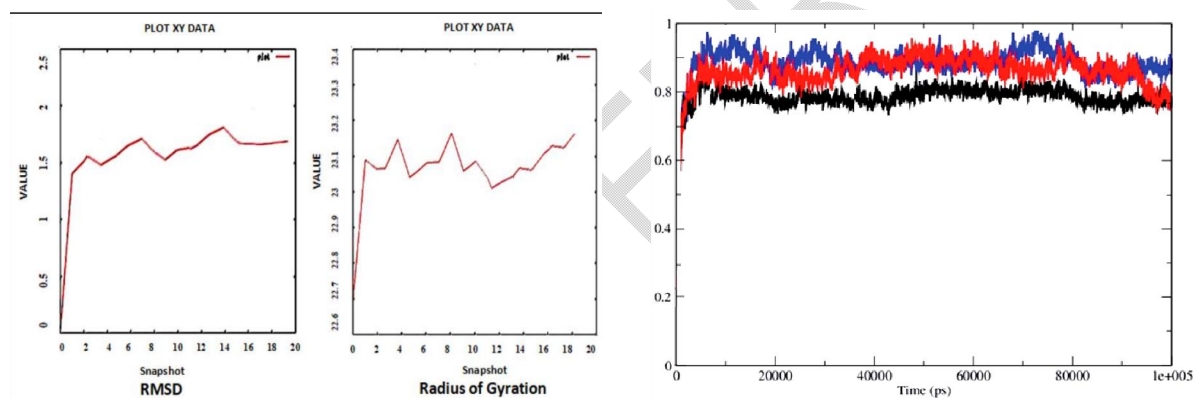 PLOT XY DATA
plot
2.5
2
1.5
1
0.5
0
VALUE
0 2 4 6 8 10 12 14 16 18 20
Snapshot
RMSD
PLOT XY DATA
plot
23.4
23.3
23.2
23.1
23
22.9
22.8
22.7
22.6
VALUE
0 2 4 6 8 10 12 14 16 18 20
Snapshot
Radius of Gyration
1
0.8
0.6
0.4
0.2
0
0 20000 40000 60000 80000 1e+005
Time (ps)